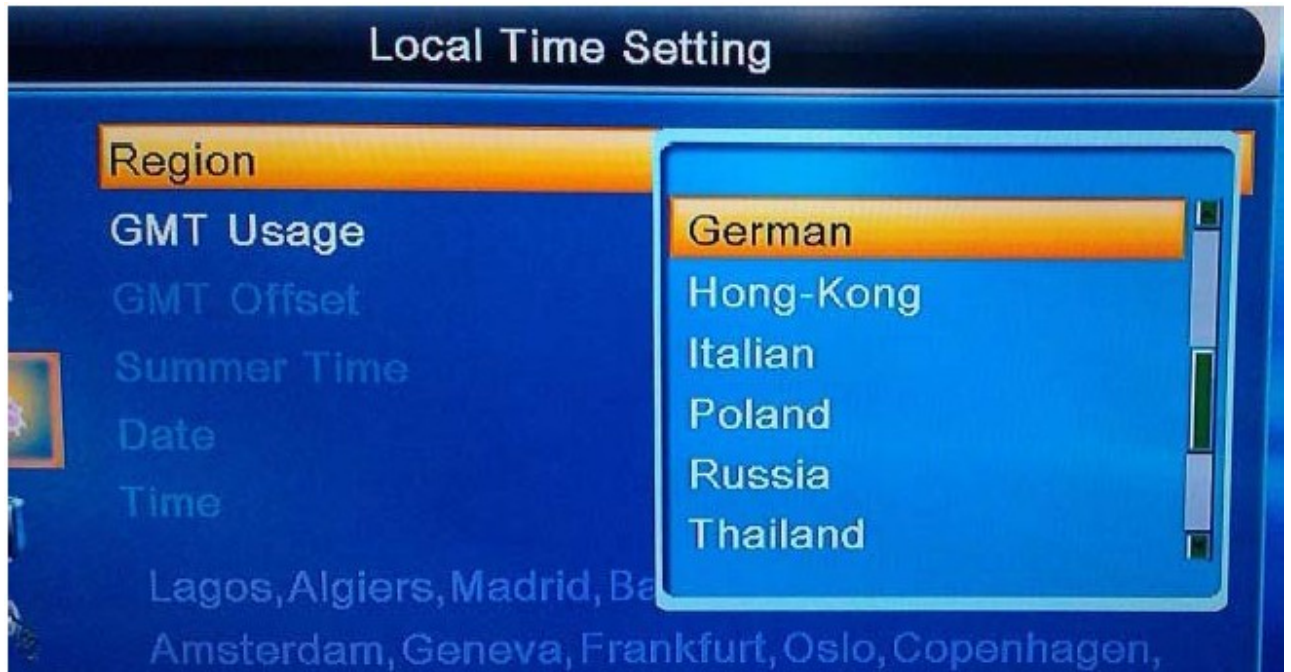 Local Time Setting
Region
GMT Usage
GMT Offset
Summer Time
Date
Time
German
Hong-Kong
Italian
Poland
Russia
Thailand
Lagos,Algiers,Madrid,
Amsterdam,Geneva,Frankfurt,Oslo,Copenhagen,